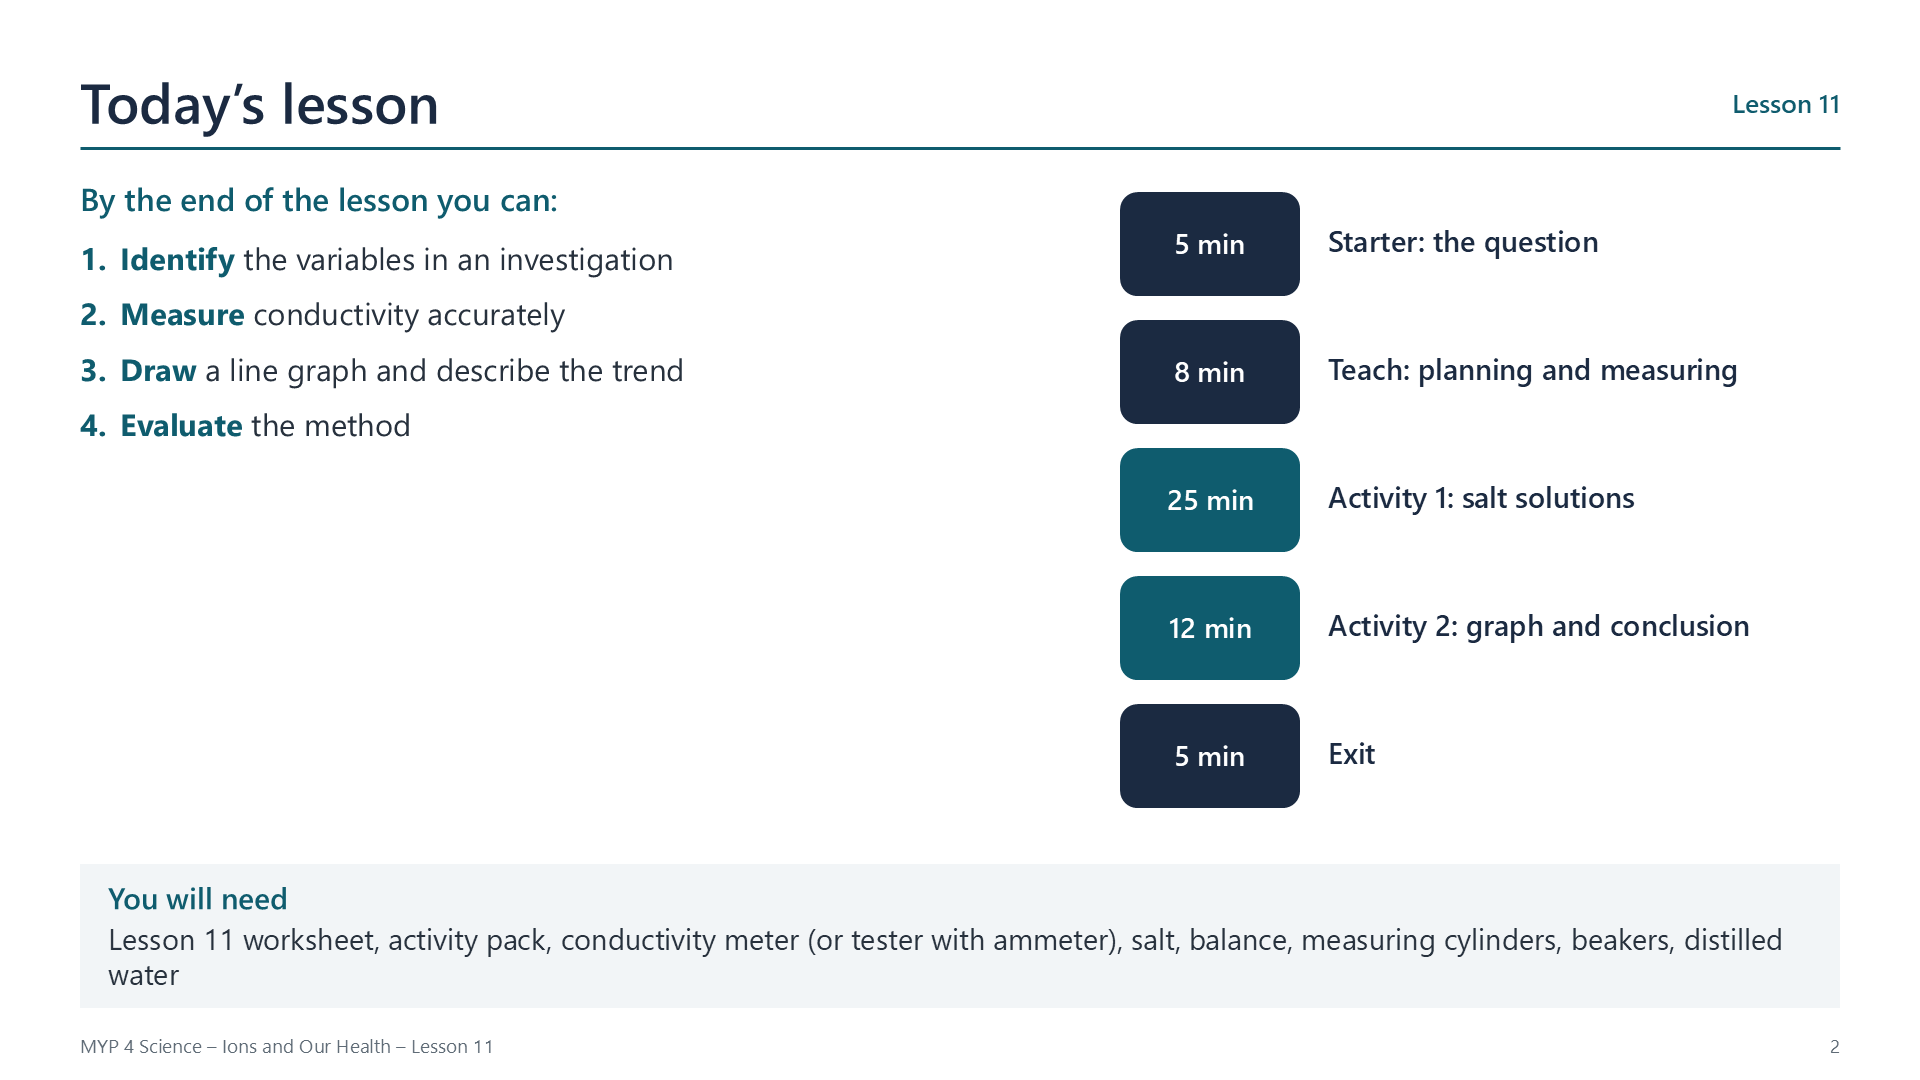 Today’s lesson
Lesson 11
By the end of the lesson you can:
1. Identify the variables in an investigation
2. Measure conductivity accurately
3. Draw a line graph and describe the trend
4. Evaluate the method
5 min
Starter: the question
8 min
Teach: planning and measuring
25 min
Activity 1: salt solutions
12 min
Activity 2: graph and conclusion
5 min
Exit
You will need
Lesson 11 worksheet, activity pack, conductivity meter (or tester with ammeter), salt, balance, measuring cylinders, beakers, distilled
water
MYP 4 Science – Ions and Our Health – Lesson 11
2